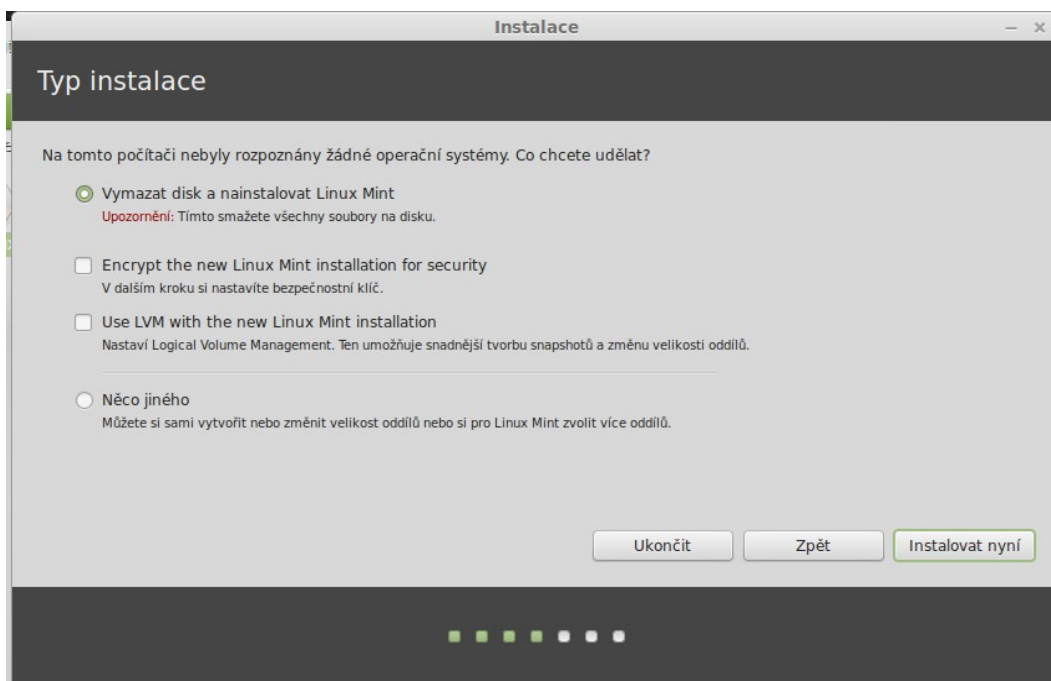 Instalace
Typ instalace
Na tomto počítači nebyly rozpoznány žádné operační systémy. Co chcete udělat?
Vymazat disk a nainstalovat Linux Mint
Upozornění: Tímto smažete všechny soubory na disku.
Encrypt the new Linux Mint installation for security
V dalším kroku si nastavíte bezpečnostní klíč.
Use LVM with the new Linux Mint installation
Nastaví Logical Volume Management. Ten umožňuje snadnější tvorbu snapshotů a změnu velikosti oddílů.
Něco jiného
Můžete si sami vytvořit nebo změnit velikost oddílů nebo si pro Linux Mint zvolit více oddílů.
Ukončit
Zpět
Instalovat nyní